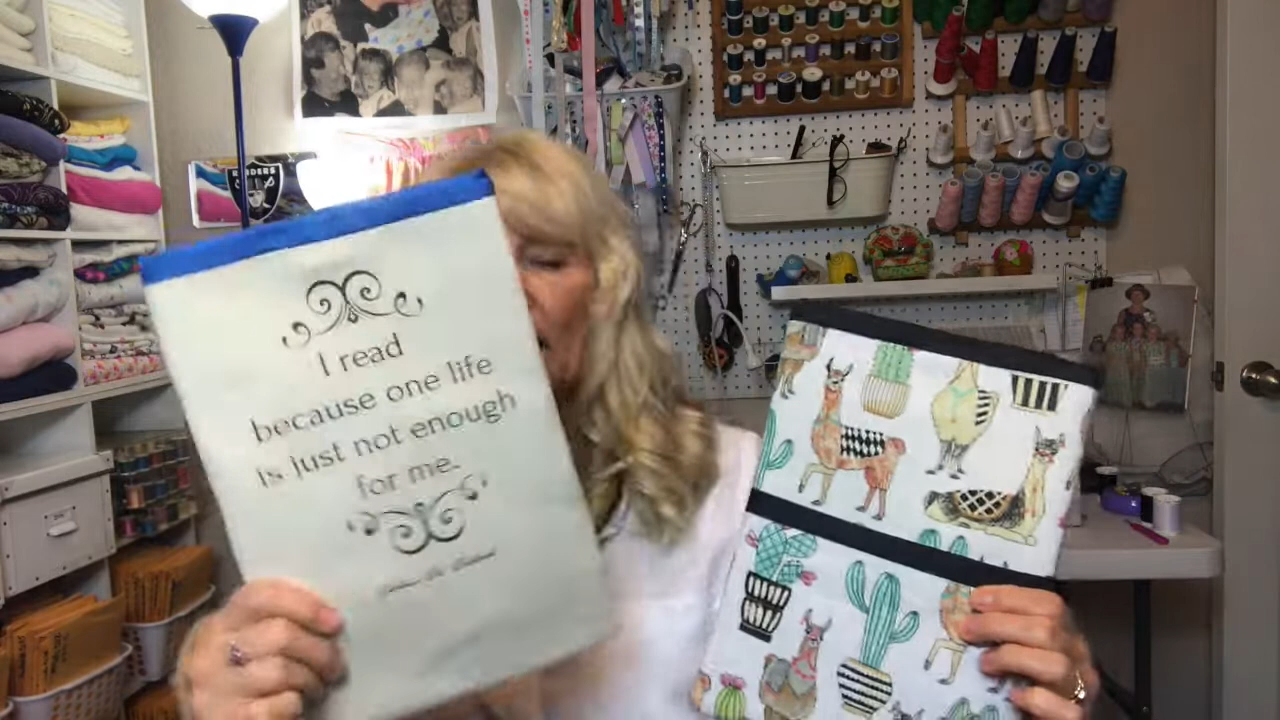 RAIDERS
I read
because one life
is just not enough
for me.